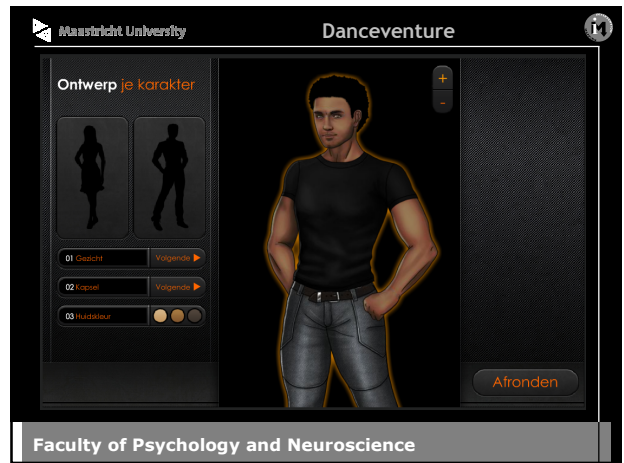 Maastricht University
Danceventure
Ontwerp je karakter
+
-
01 Gezicht
Volgende
02 Kapsel
Volgende
03 Huidskleur
Afronden
Faculty of Psychology and Neuroscience